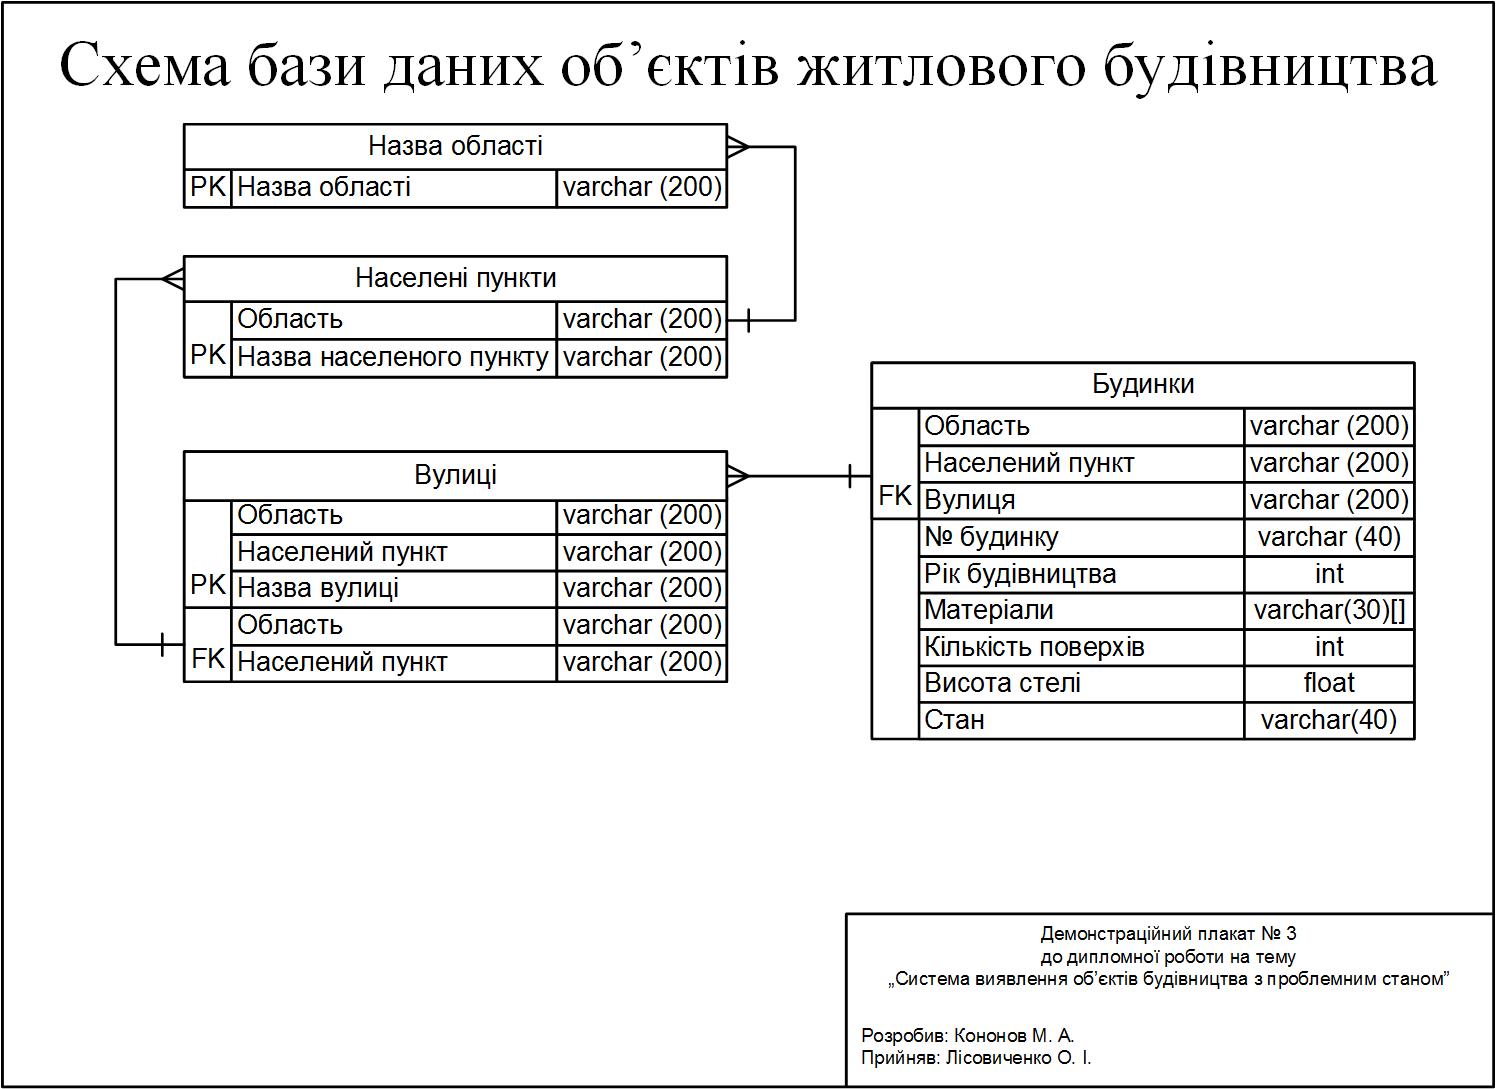 Схема бази даних об’єктів житлового будівництва
Назва області
PK Назва області varchar (200)
Населені пункти
Область varchar (200)
PK Назва населеного пункту varchar (200)
Вулиці
Область varchar (200)
Населений пункт varchar (200)
PK Назва вулиці varchar (200)
Область varchar (200)
FK Населений пункт varchar (200)
Будинки
Область varchar (200)
Населений пункт varchar (200)
FK Вулиця varchar (200)
№ будинку varchar (40)
Рік будівництва int
Матеріали varchar(30)[]
Кількість поверхів int
Висота стелі float
Стан varchar(40)
Демонстраційний плакат № 3
до дипломної роботи на тему
„Система виявлення об’єктів будівництва з проблемним станом”
Розробив: Кононов М. А.
Прийняв: Лісовиченко О. І.